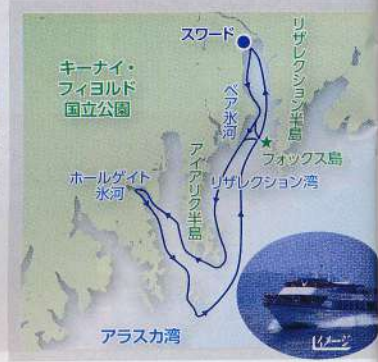 スワード
リザレクション半島
キーナイ・
フィヨルド
国立公園
ベア氷河
フォックス島
アイアリク半島
リザレクション湾
ホールゲイト
氷河
アラスカ湾
イメージ